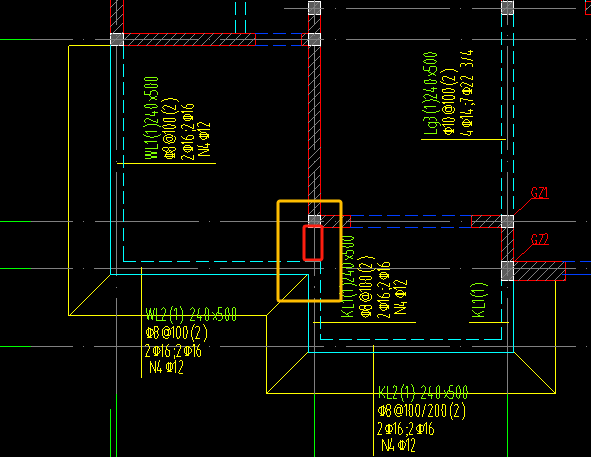 WL1(1)240x500
Φ8@100(2)
2Φ16;2Φ16
N4Φ12
Lg3(1)240x500
Φ10@100(2)
4Φ14;7Φ22 3/4
GZ1
GZ2
KL1(1)240x500
Φ8@100(2)
2Φ16;2Φ16
N4Φ12
KL1(1)
WL2(1) 240x500
Φ8@100(2)
2Φ16;2Φ16
N4Φ12
KL2(1) 240x500
Φ8@100/200(2)
2Φ16;2Φ16
N4Φ12